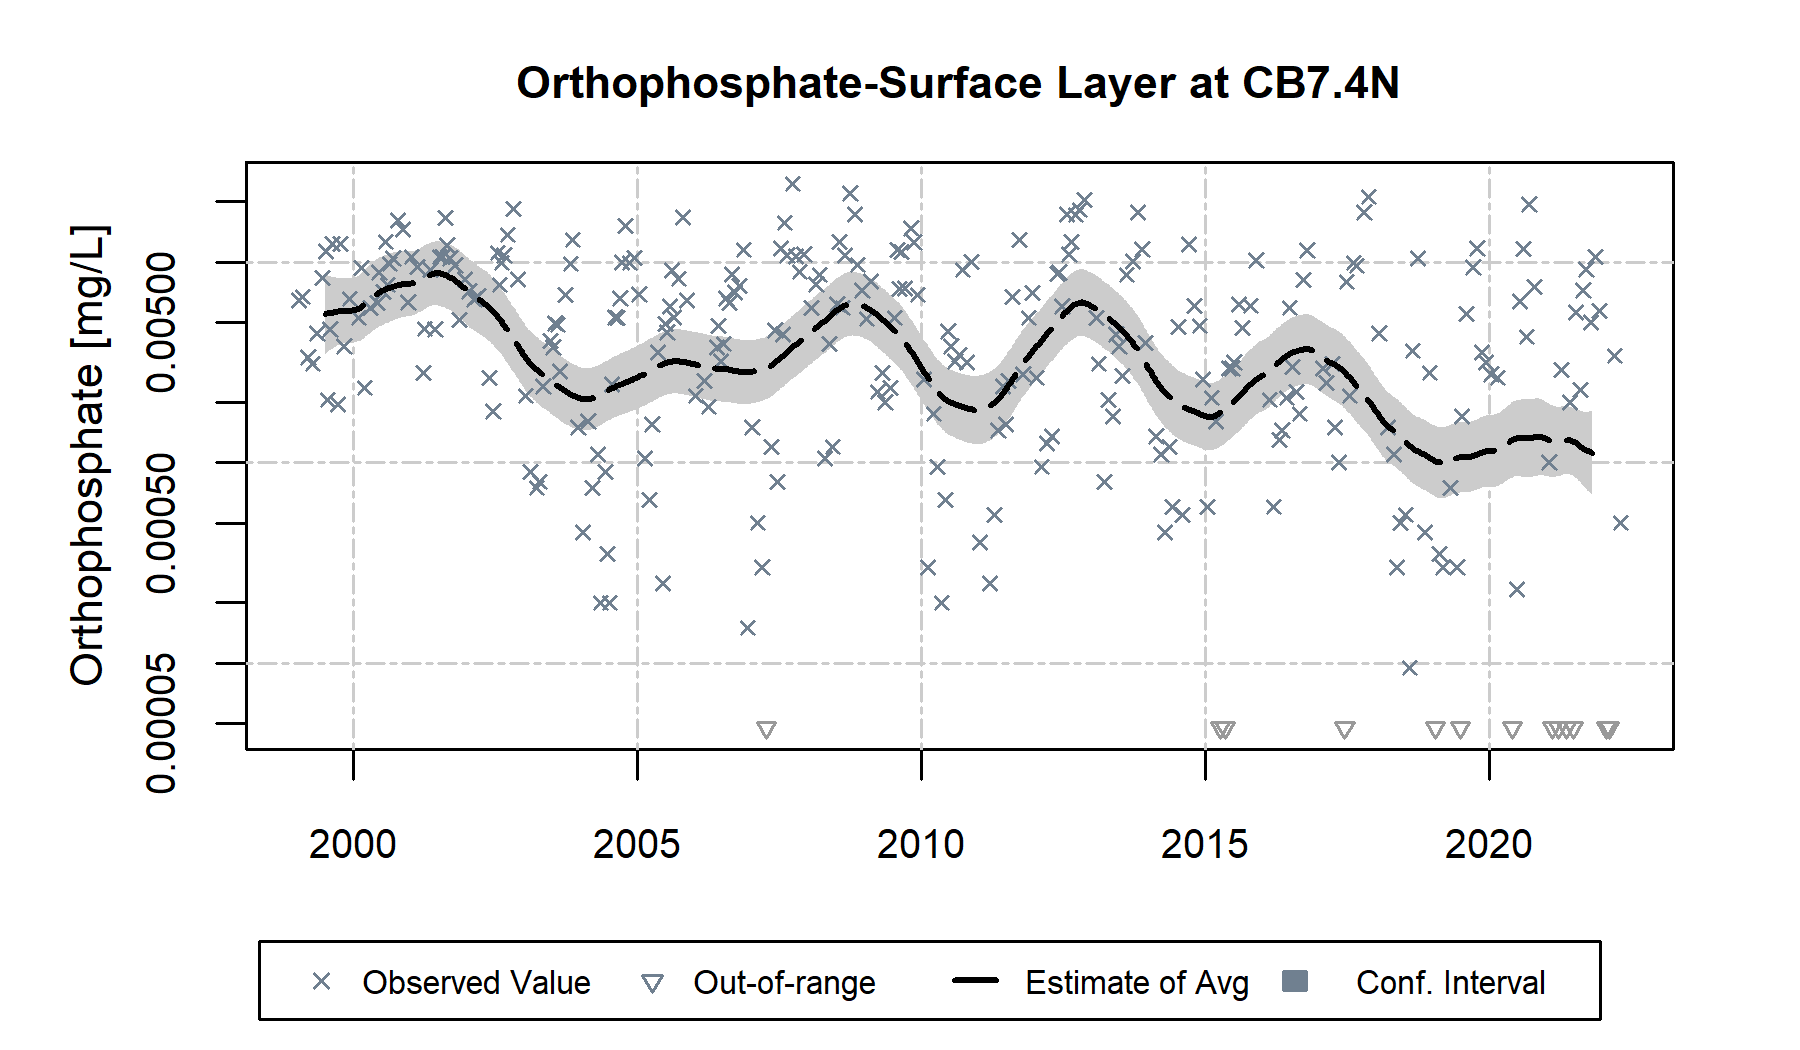 Orthophosphate-Surface Layer at CB7.4N
Orthophosphate [mg/L]
0.00500
0.00050
0.00005
2000 2005 2010 2015 2020
Observed Value Out-of-range Estimate of Avg Conf. Interval